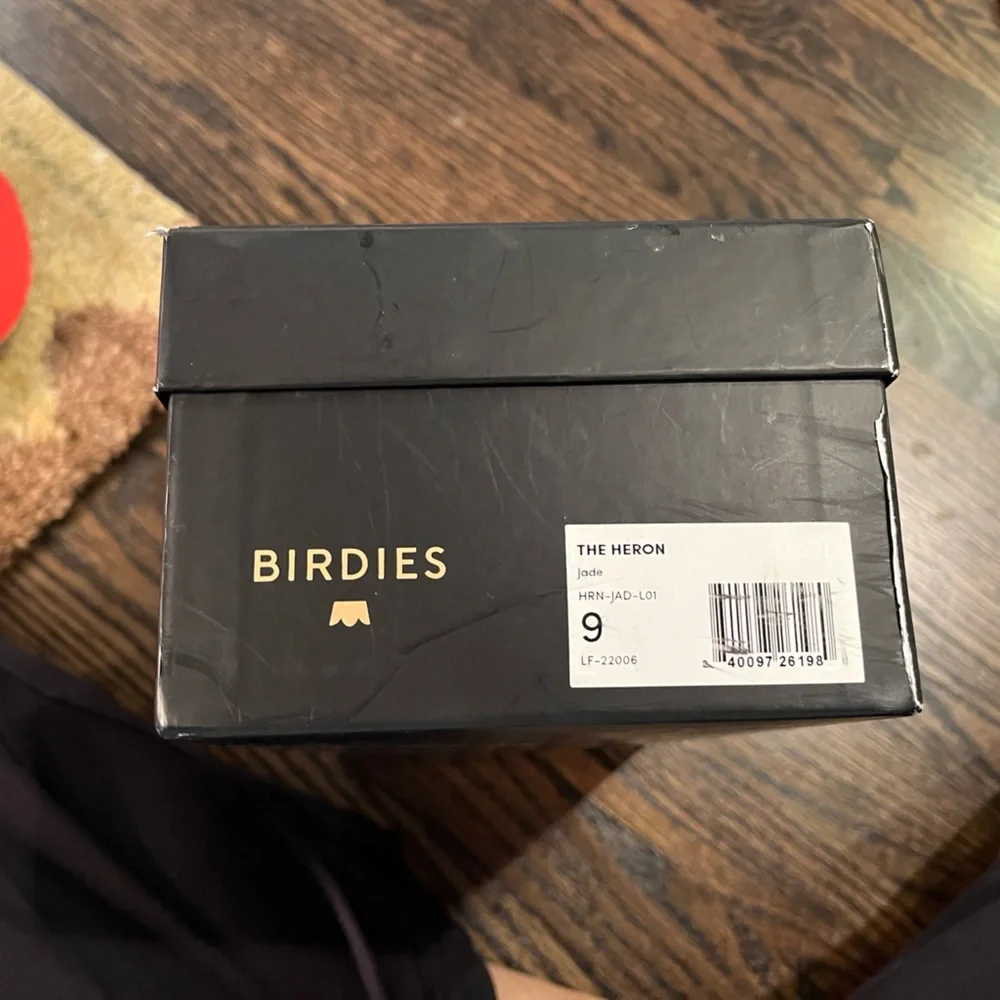 BIRDIES
THE HERON
Jade
HRN-JAD-L01
9
LF-22006
40097 26198